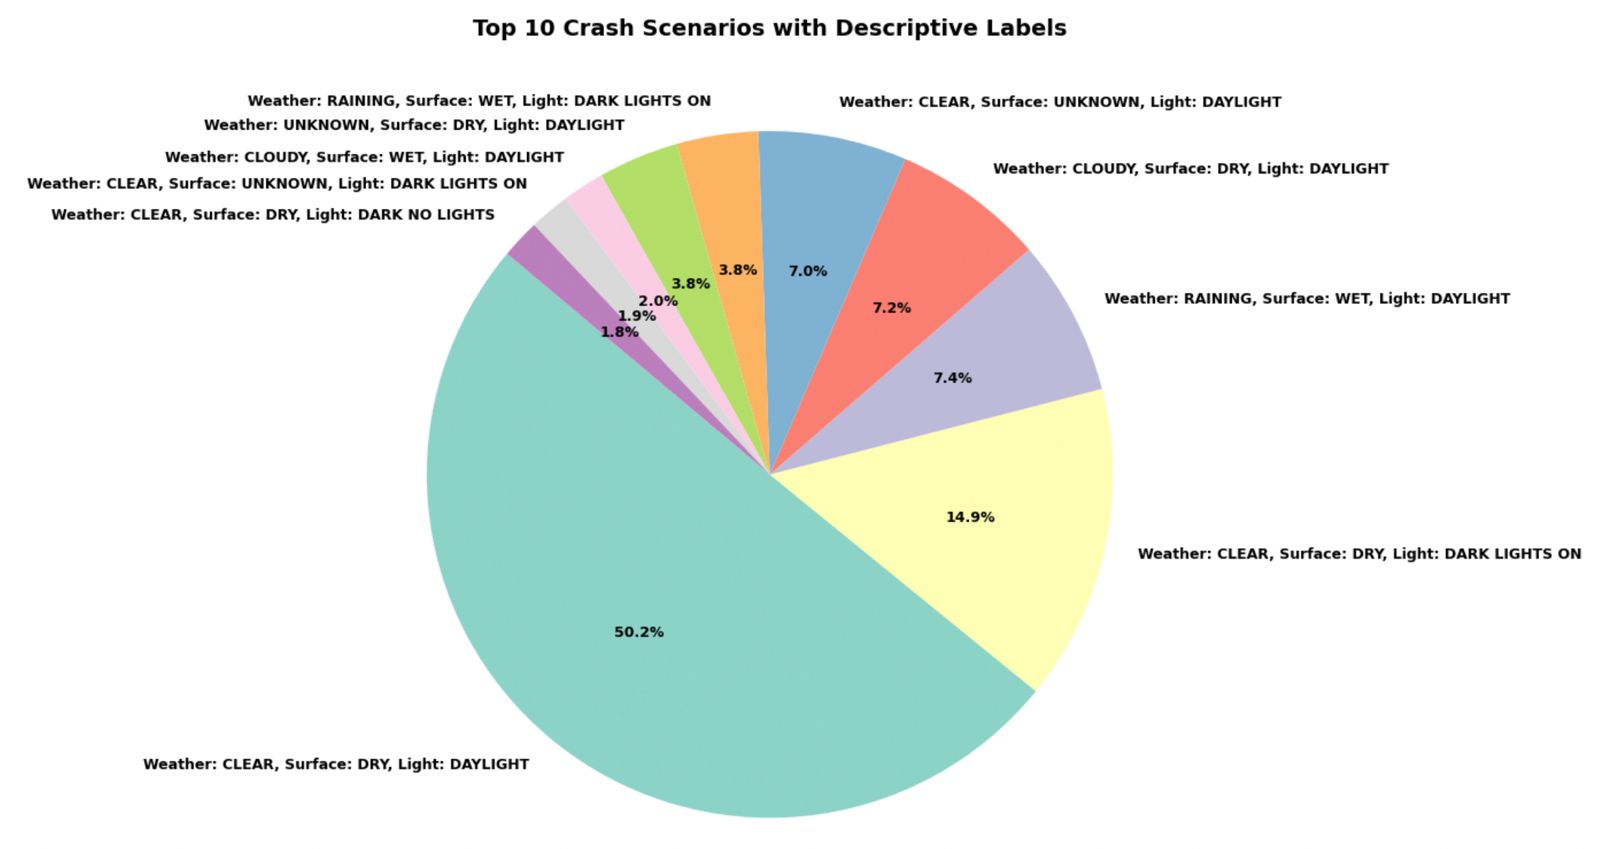 Top 10 Crash Scenarios with Descriptive Labels
Weather: RAINING, Surface: WET, Light: DARK LIGHTS ON
Weather: CLEAR, Surface: UNKNOWN, Light: DAYLIGHT
Weather: UNKNOWN, Surface: DRY, Light: DAYLIGHT
Weather: CLOUDY, Surface: WET, Light: DAYLIGHT
Weather: CLOUDY, Surface: DRY, Light: DAYLIGHT
Weather: CLEAR, Surface: UNKNOWN, Light: DARK LIGHTS ON
Weather: CLEAR, Surface: DRY, Light: DARK NO LIGHTS
3.8%
7.0%
3.8%
2.0%
Weather: RAINING, Surface: WET, Light: DAYLIGHT
7.2%
1.9%
1.8%
7.4%
14.9%
Weather: CLEAR, Surface: DRY, Light: DARK LIGHTS ON
50.2%
Weather: CLEAR, Surface: DRY, Light: DAYLIGHT